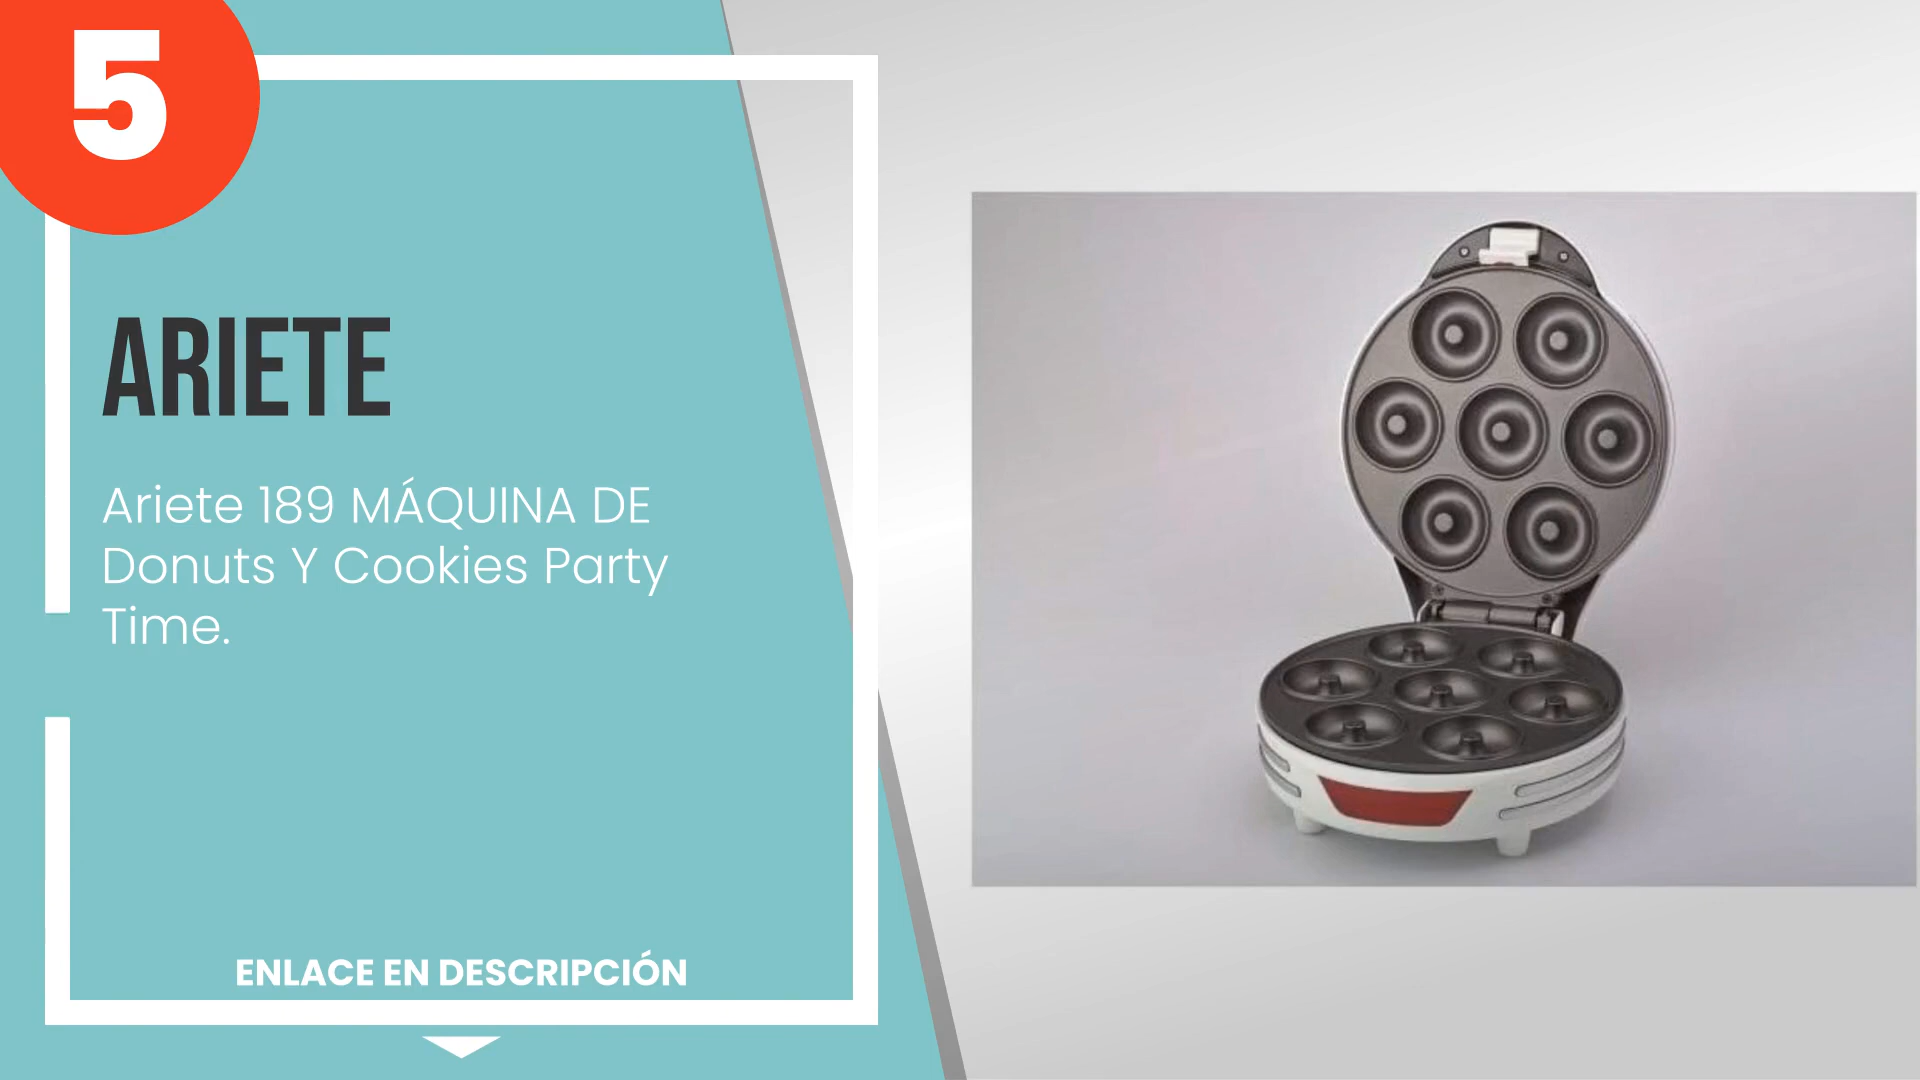 5
ARIETE
Ariete 189 MÁQUINA DE
Donuts Y Cookies Party
Time.
ENLACE EN DESCRIPCIÓN